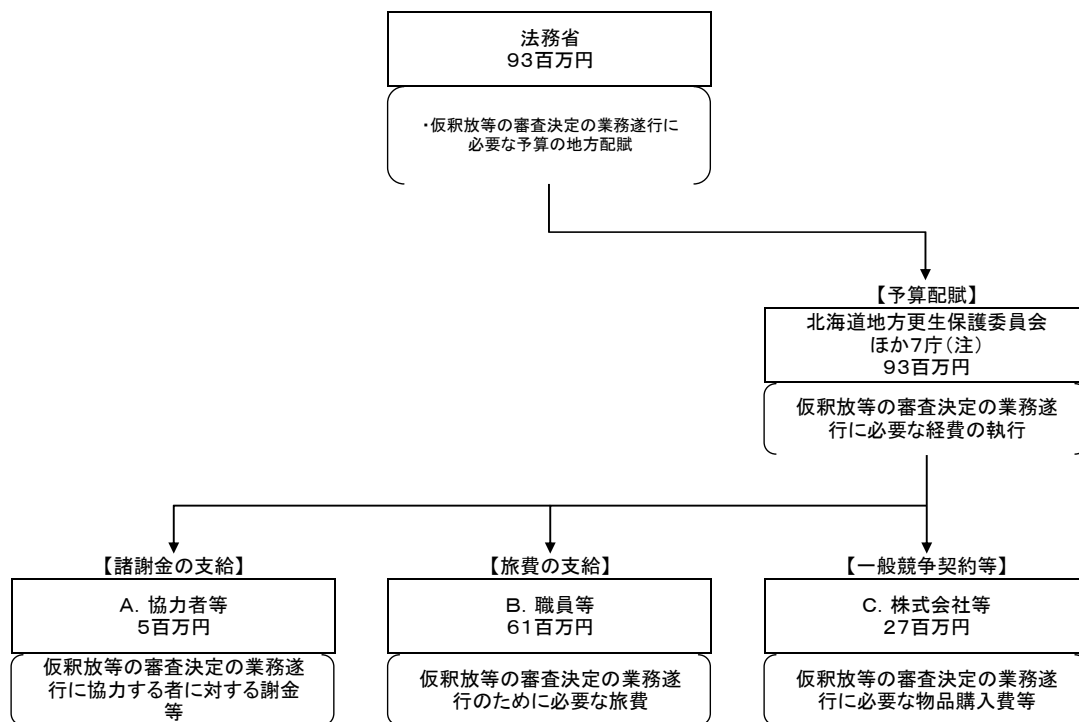 法務省
93百万円
・仮釈放等の審査決定の業務遂行に
必要な予算の地方配賦
【予算配賦】
北海道地方更生保護委員会
ほか7庁(注)
93百万円
仮釈放等の審査決定の業務遂
行に必要な経費の執行
【諸謝金の支給】
A. 協力者等
5百万円
仮釈放等の審査決定の業務遂
行に協力する者に対する謝金
等
【旅費の支給】
B. 職員等
61百万円
仮釈放等の審査決定の業務遂
行のために必要な旅費
【一般競争契約等】
C. 株式会社等
27百万円
仮釈放等の審査決定の業務遂
行に必要な物品購入費等